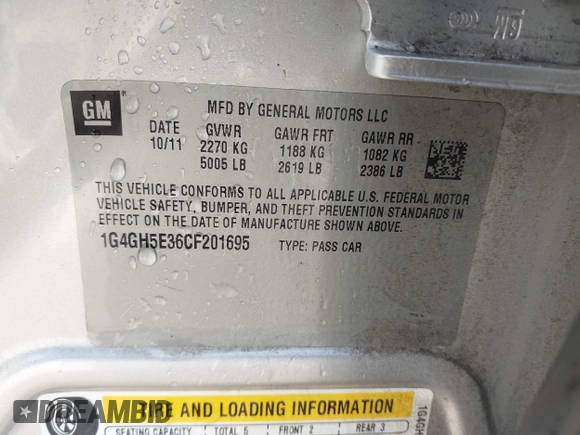 GM
MFD BY GENERAL MOTORS LLC
DATE GVWR GAWR FRT GAWR RR
10/11 2270 KG 1188 KG 1082 KG
5005 LB 2619 LB 2386 LB
THIS VEHICLE CONFORMS TO ALL APPLICABLE U.S. FEDERAL MOTOR
VEHICLE SAFETY, BUMPER, AND THEFT PREVENTION STANDARDS IN
EFFECT ON THE DATE OF MANUFACTURE SHOWN ABOVE.
1G4GH5E36CF201695 TYPE: PASS CAR
TIRE AND LOADING INFORMATION
SEATING CAPACITY TOTAL 5 FRONT 2 REAR 3
DREAMBID